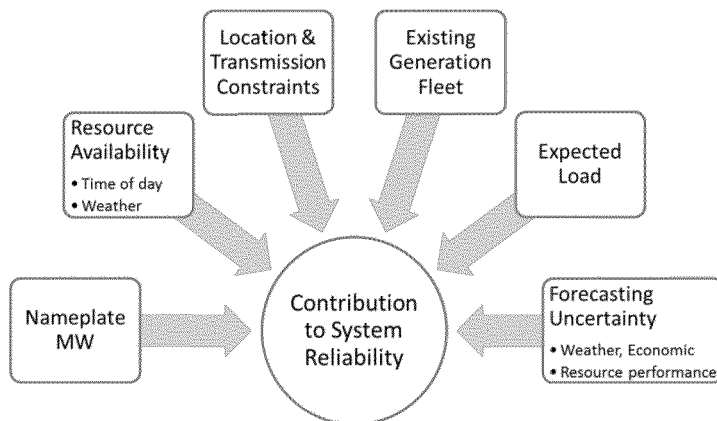 Location &
Transmission
Constraints
Existing
Generation
Fleet
Resource
Availability
• Time of day
• Weather
Expected
Load
Nameplate
MW
Contribution
to System
Reliability
Forecasting
Uncertainty
• Weather, Economic
• Resource performance